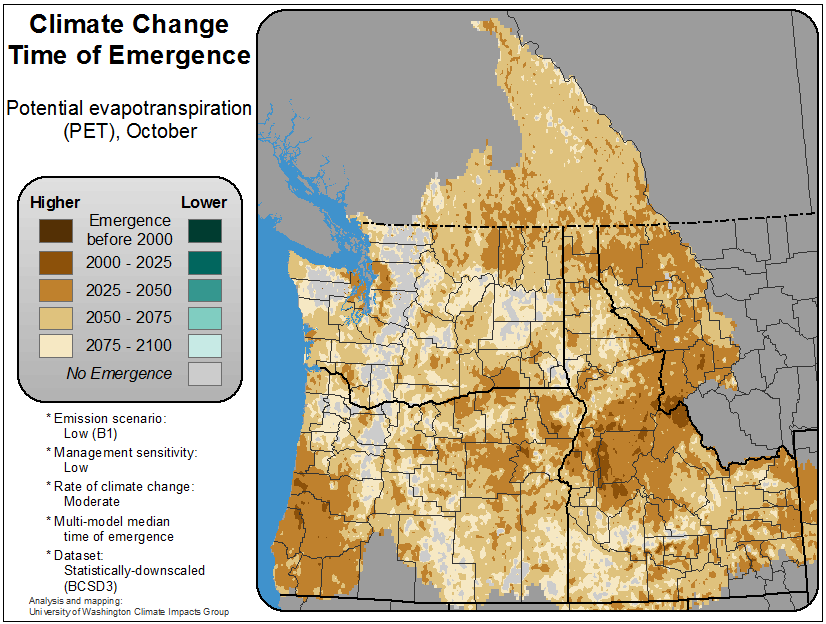 Climate Change
Time of Emergence
Potential evapotranspiration
(PET), October
Higher Lower
Emergence
before 2000
2000 - 2025
2025 - 2050
2050 - 2075
2075 - 2100
No Emergence
* Emission scenario:
Low (B1)
* Management sensitivity:
Low
* Rate of climate change:
Moderate
* Multi-model median
time of emergence
* Dataset:
Statistically-downscaled
(BCSD3)
Analysis and mapping:
University of Washington Climate Impacts Group